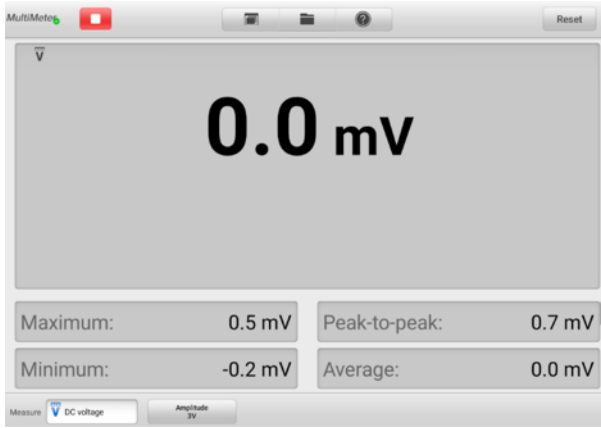 MultiMeter
Reset
V
0.0 mV
Maximum: 0.5 mV
Peak-to-peak: 0.7 mV
Minimum: -0.2 mV
Average: 0.0 mV
Measure V DC voltage
Amplitude
3V